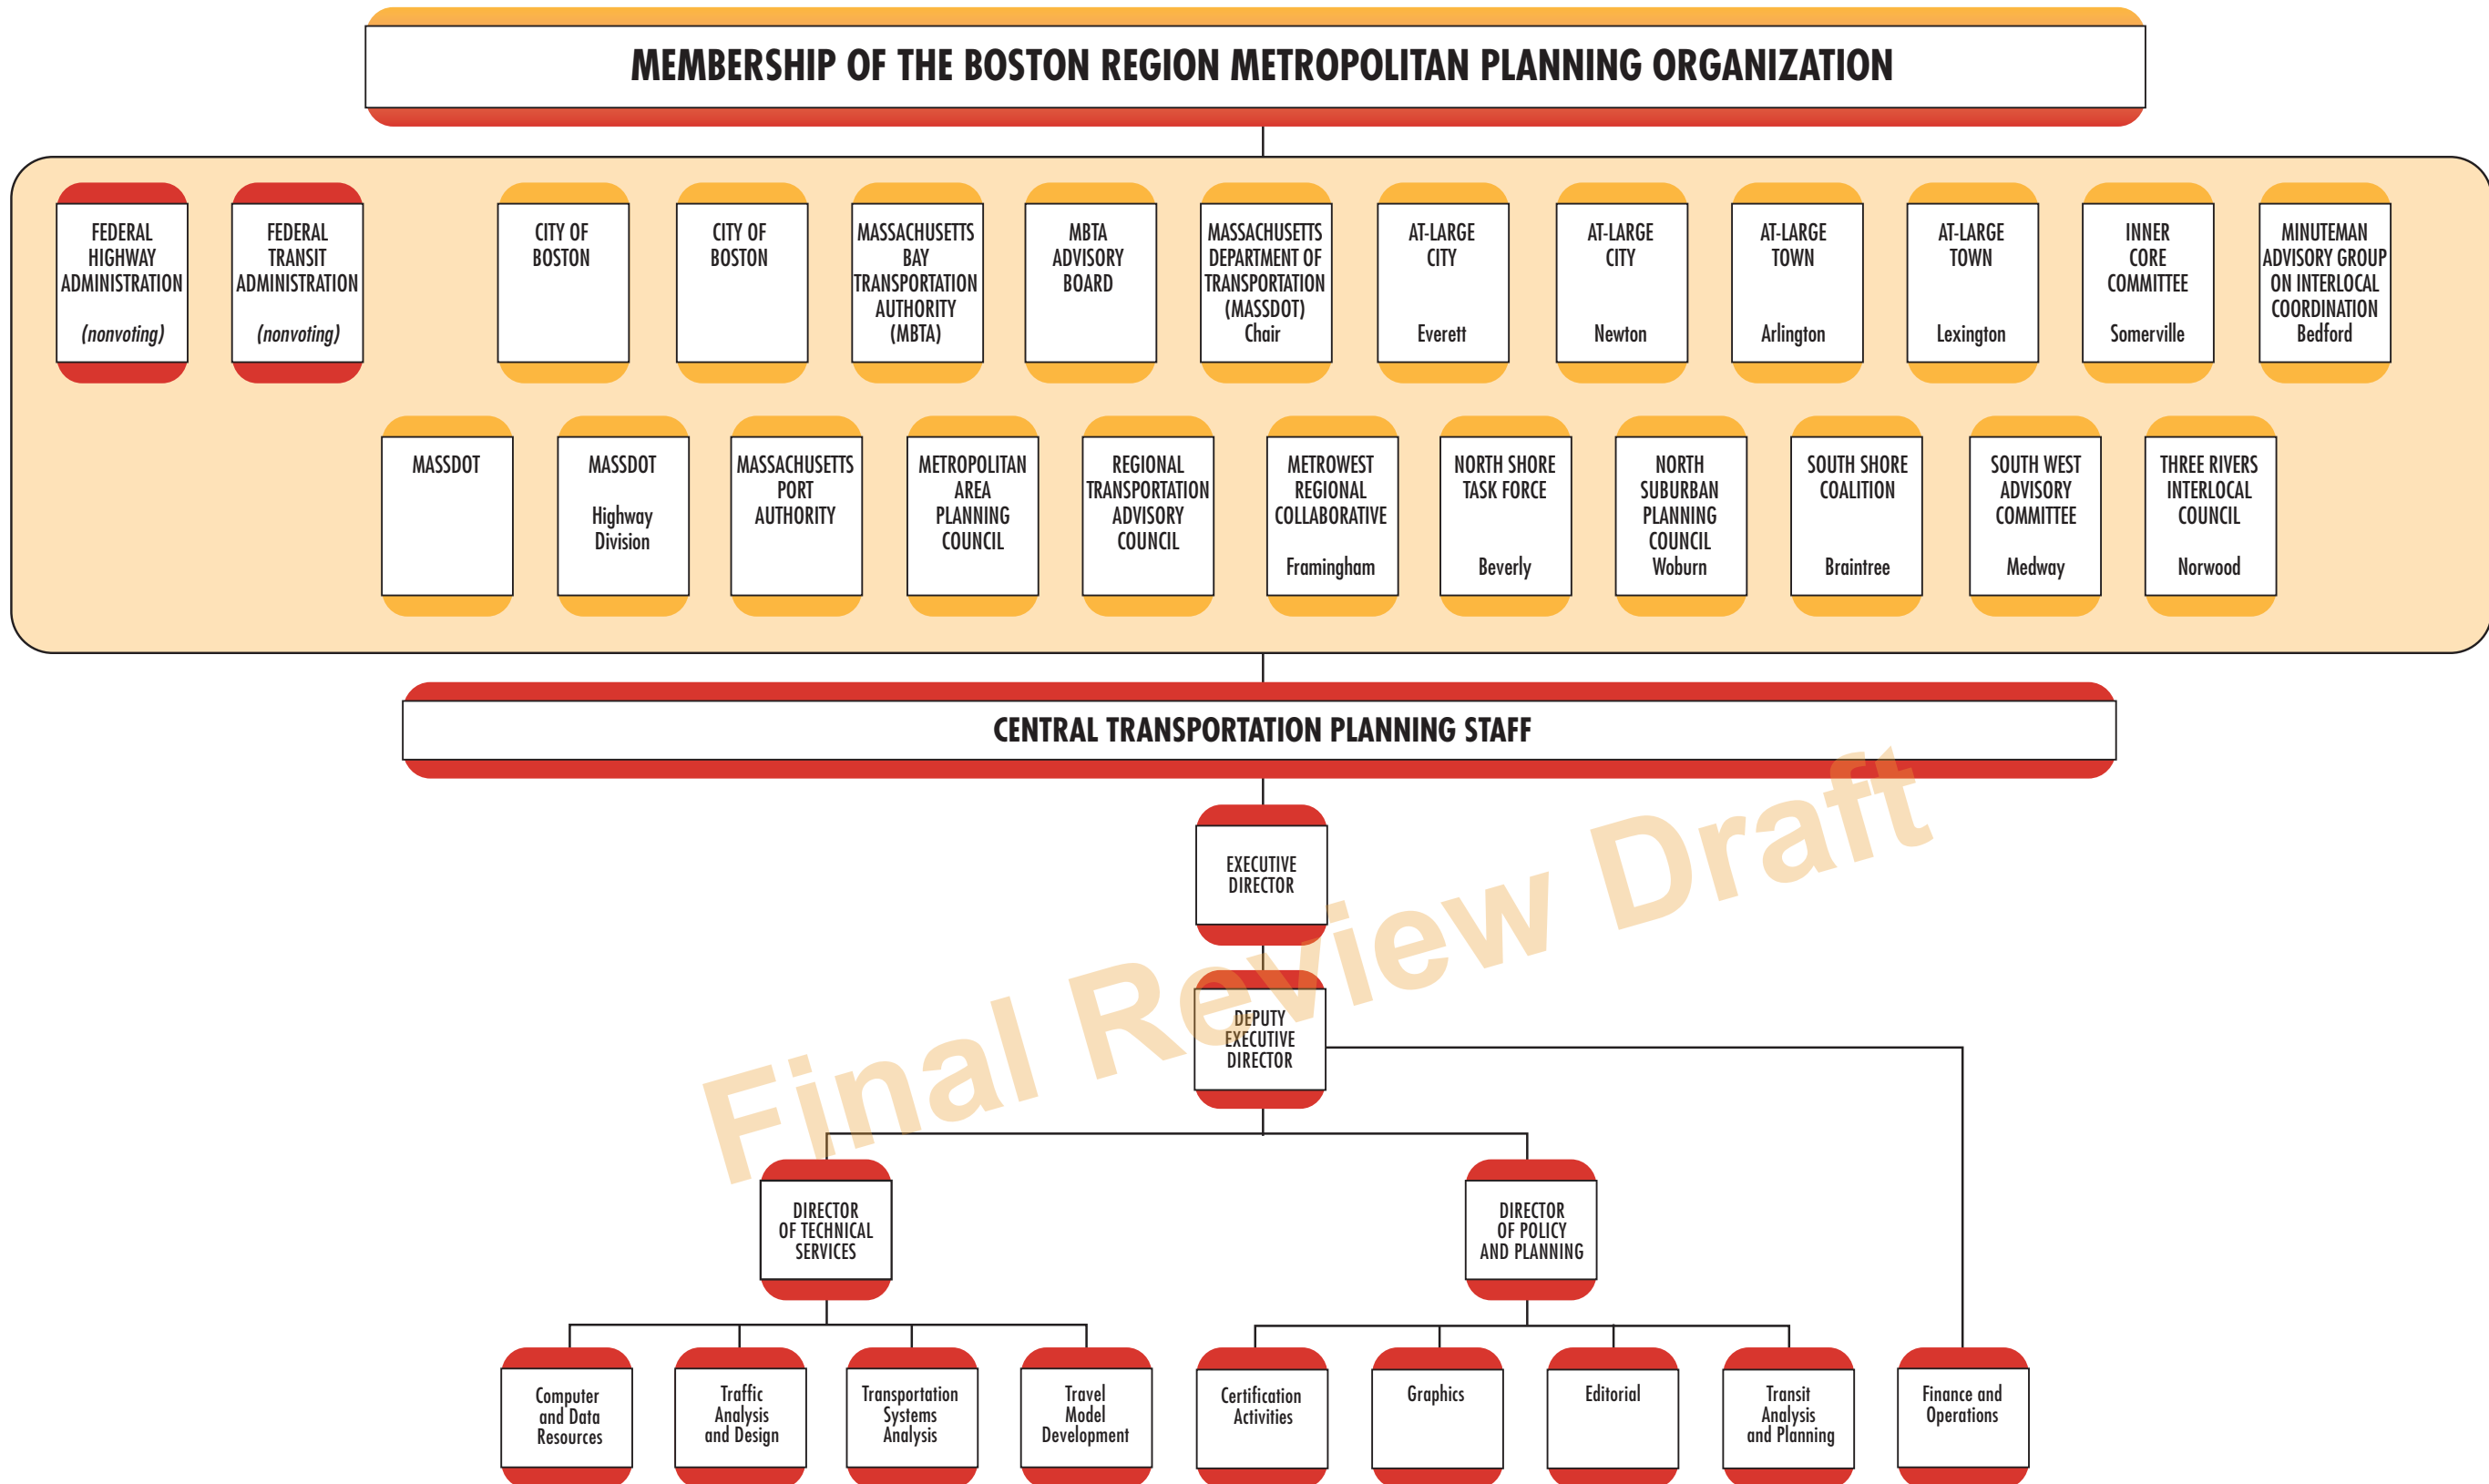 MEMBERSHIP OF THE BOSTON REGION METROPOLITAN PLANNING ORGANIZATION
FEDERAL
HIGHWAY
ADMINISTRATION
(nonvoting)
FEDERAL
TRANSIT
ADMINISTRATION
(nonvoting)
CITY OF
BOSTON
CITY OF
BOSTON
MASSACHUSETTS
BAY
TRANSPORTATION
AUTHORITY
(MBTA)
MBTA
ADVISORY
BOARD
MASSACHUSETTS
DEPARTMENT OF
TRANSPORTATION
(MASSDOT)
Chair
AT-LARGE
CITY
Everett
AT-LARGE
CITY
Newton
AT-LARGE
TOWN
Arlington
AT-LARGE
TOWN
Lexington
INNER
CORE
COMMITTEE
Somerville
MINUTEMAN
ADVISORY GROUP
ON INTERLOCAL
COORDINATION
Bedford
MASSDOT
MASSDOT
Highway
Division
MASSACHUSETTS
PORT
AUTHORITY
METROPOLITAN
AREA
PLANNING
COUNCIL
REGIONAL
TRANSPORTATION
ADVISORY
COUNCIL
METROWEST
REGIONAL
COLLABORATIVE
Framingham
NORTH SHORE
TASK FORCE
Beverly
NORTH
SUBURBAN
PLANNING
COUNCIL
Woburn
SOUTH SHORE
COALITION
Braintree
SOUTH WEST
ADVISORY
COMMITTEE
Medway
THREE RIVERS
INTERLOCAL
COUNCIL
Norwood
CENTRAL TRANSPORTATION PLANNING STAFF
EXECUTIVE
DIRECTOR
DEPUTY
EXECUTIVE
DIRECTOR
Final Review Draft
DIRECTOR
OF TECHNICAL
SERVICES
DIRECTOR
OF POLICY
AND PLANNING
Computer
and Data
Resources
Traffic
Analysis
and Design
Transportation
Systems
Analysis
Travel
Model
Development
Certification
Activities
Graphics
Editorial
Transit
Analysis
and Planning
Finance and
Operations